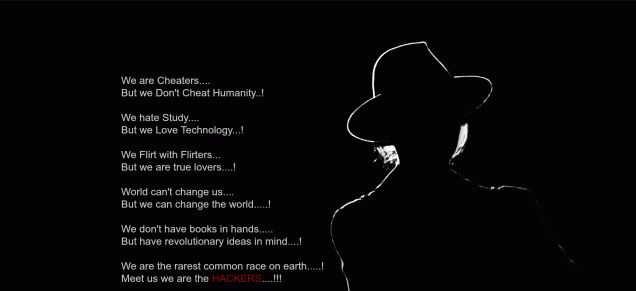 We are Cheaters....
But we Don't Cheat Humanity..!
We hate Study....
But we Love Technology...!
We Flirt with Flirters...
But we are true lovers....!
World can't change us....
But we can change the world.....!
We don't have books in hands.....
But have revolutionary ideas in mind....!
We are the rarest common race on earth.....!
Meet us we are the HACKERS....!!!